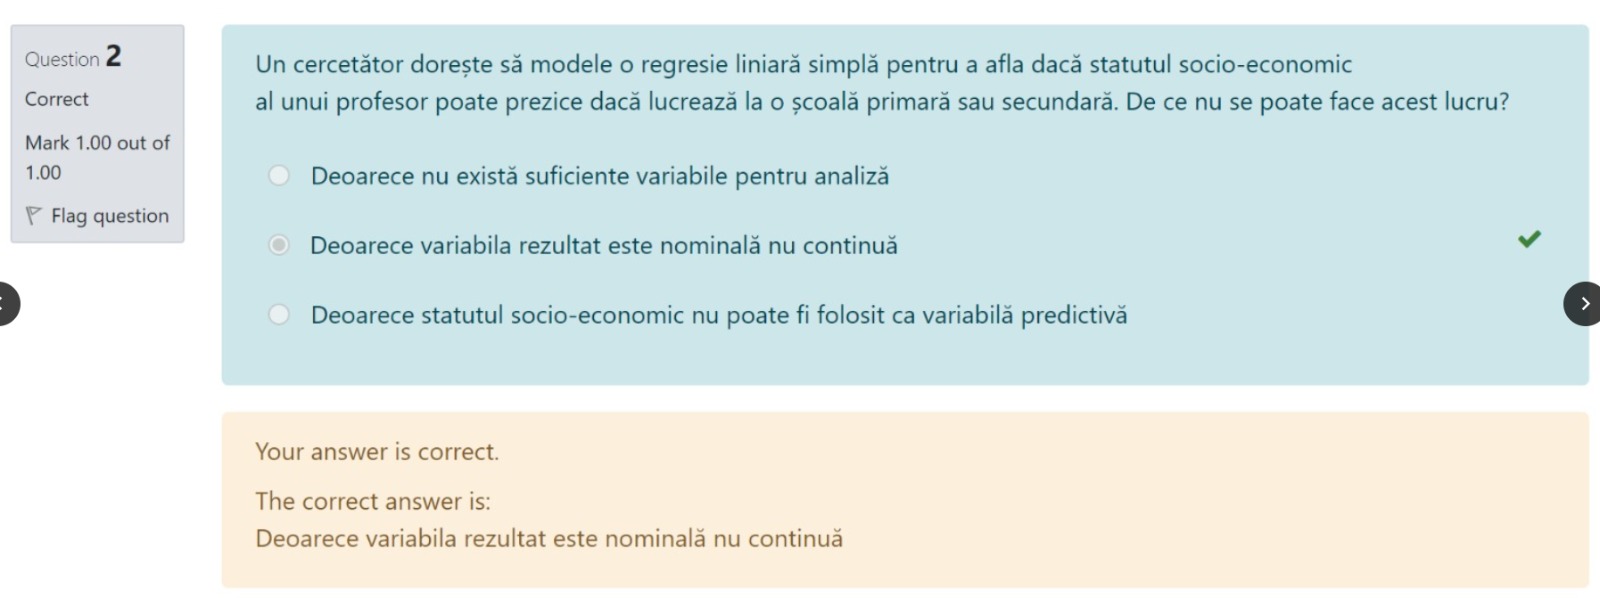 Question 2
Correct
Mark 1.00 out of
1.00
Flag question
Un cercetător dorește să modele o regresie liniară simplă pentru a afla dacă statutul socio-economic
al unui profesor poate prezice dacă lucrează la o școală primară sau secundară. De ce nu se poate face acest lucru?
Deoarece nu există suficiente variabile pentru analiză
Deoarece variabila rezultat este nominală nu continuă
Deoarece statutul socio-economic nu poate fi folosit ca variabilă predictivă
Your answer is correct.
The correct answer is:
Deoarece variabila rezultat este nominală nu continuă